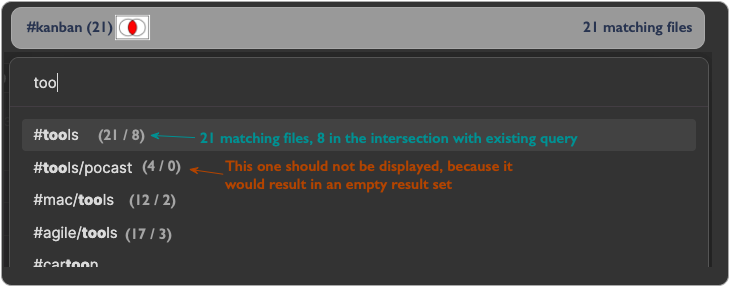 #kanban (21) 21 matching files
too
#tools (21 / 8) 21 matching files, 8 in the intersection with existing query
#tools/pocast (4 / 0) This one should not be displayed, because it
would result in an empty result set
#mac/tools (12 / 2)
#agile/tools (17 / 3)
#cartoon